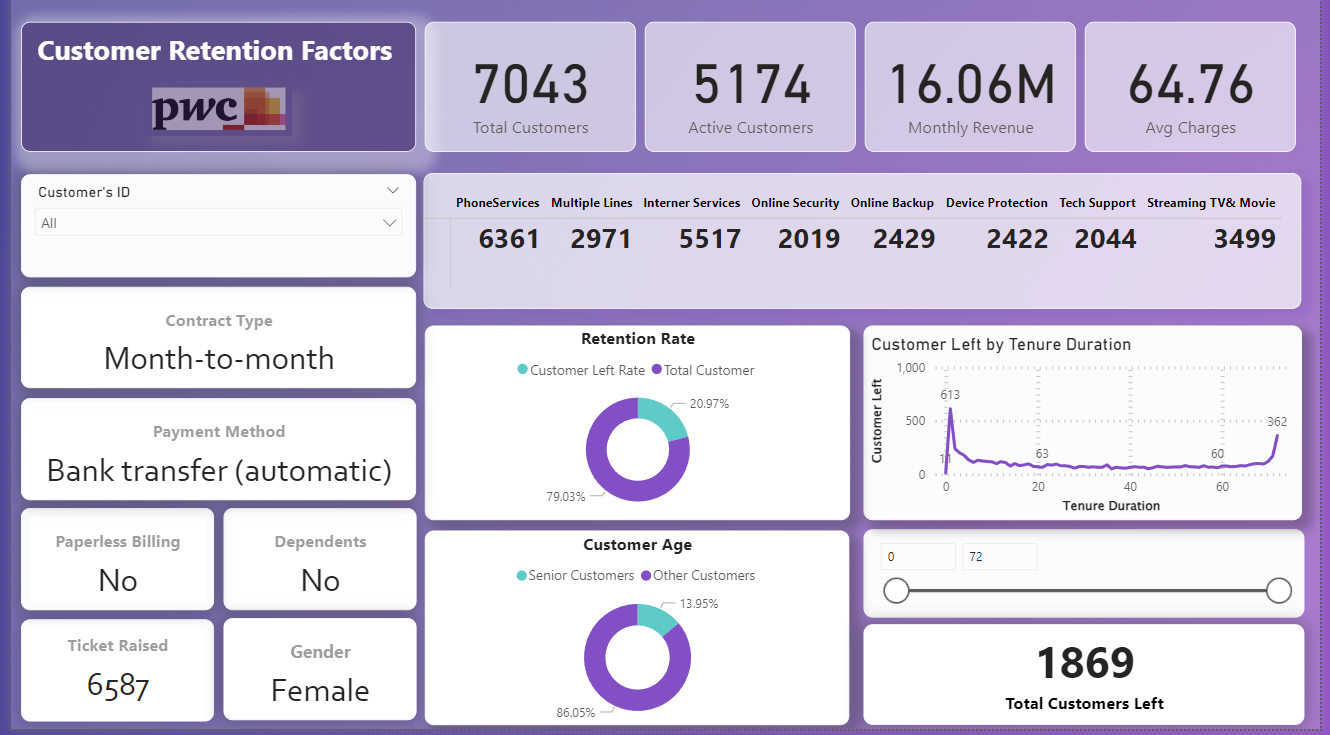 Customer Retention Factors
pwc
7043
Total Customers
5174
Active Customers
16.06M
Monthly Revenue
64.76
Avg Charges
Customer's ID
All
PhoneServices Multiple Lines Interner Services Online Security Online Backup Device Protection Tech Support Streaming TV& Movie
6361 2971 5517 2019 2429 2422 2044 3499
Contract Type
Month-to-month
Payment Method
Bank transfer (automatic)
Paperless Billing
No
Dependents
No
Ticket Raised
6587
Gender
Female
Retention Rate
Customer Left Rate Total Customer
20.97%
79.03%
Customer Age
Senior Customers Other Customers
13.95%
86.05%
Customer Left by Tenure Duration
Customer Left
1,000
500
0
613
11
63
60
362
0 20 40 60
Tenure Duration
0 72
1869
Total Customers Left